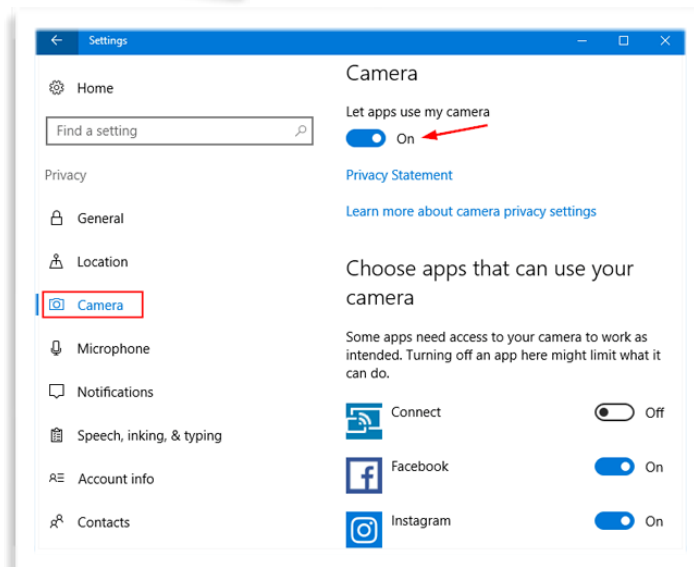 Settings
Home
Find a setting
Privacy
General
Location
Camera
Microphone
Notifications
Speech, inking, & typing
Account info
Contacts
Camera
Let apps use my camera
On
Privacy Statement
Learn more about camera privacy settings
Choose apps that can use your
camera
Some apps need access to your camera to work as
intended. Turning off an app here might limit what it
can do.
Connect Off
Facebook On
Instagram On